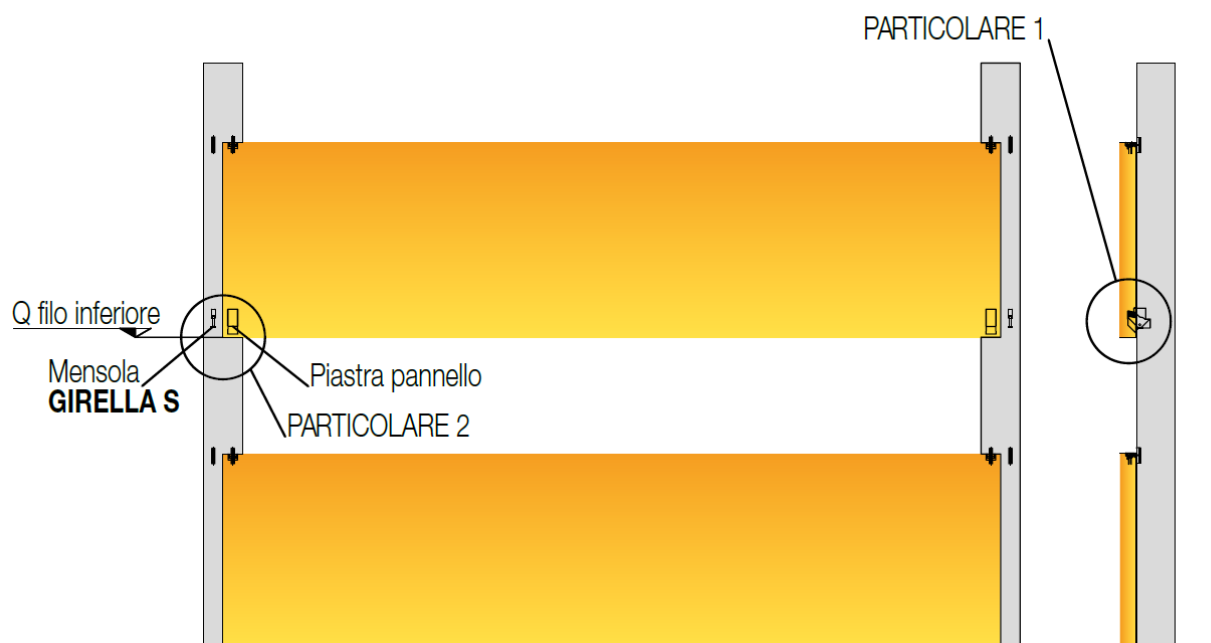 PARTICOLARE 1
Q filo inferiore
Mensola
GIRELLA S
Piastra pannello
PARTICOLARE 2